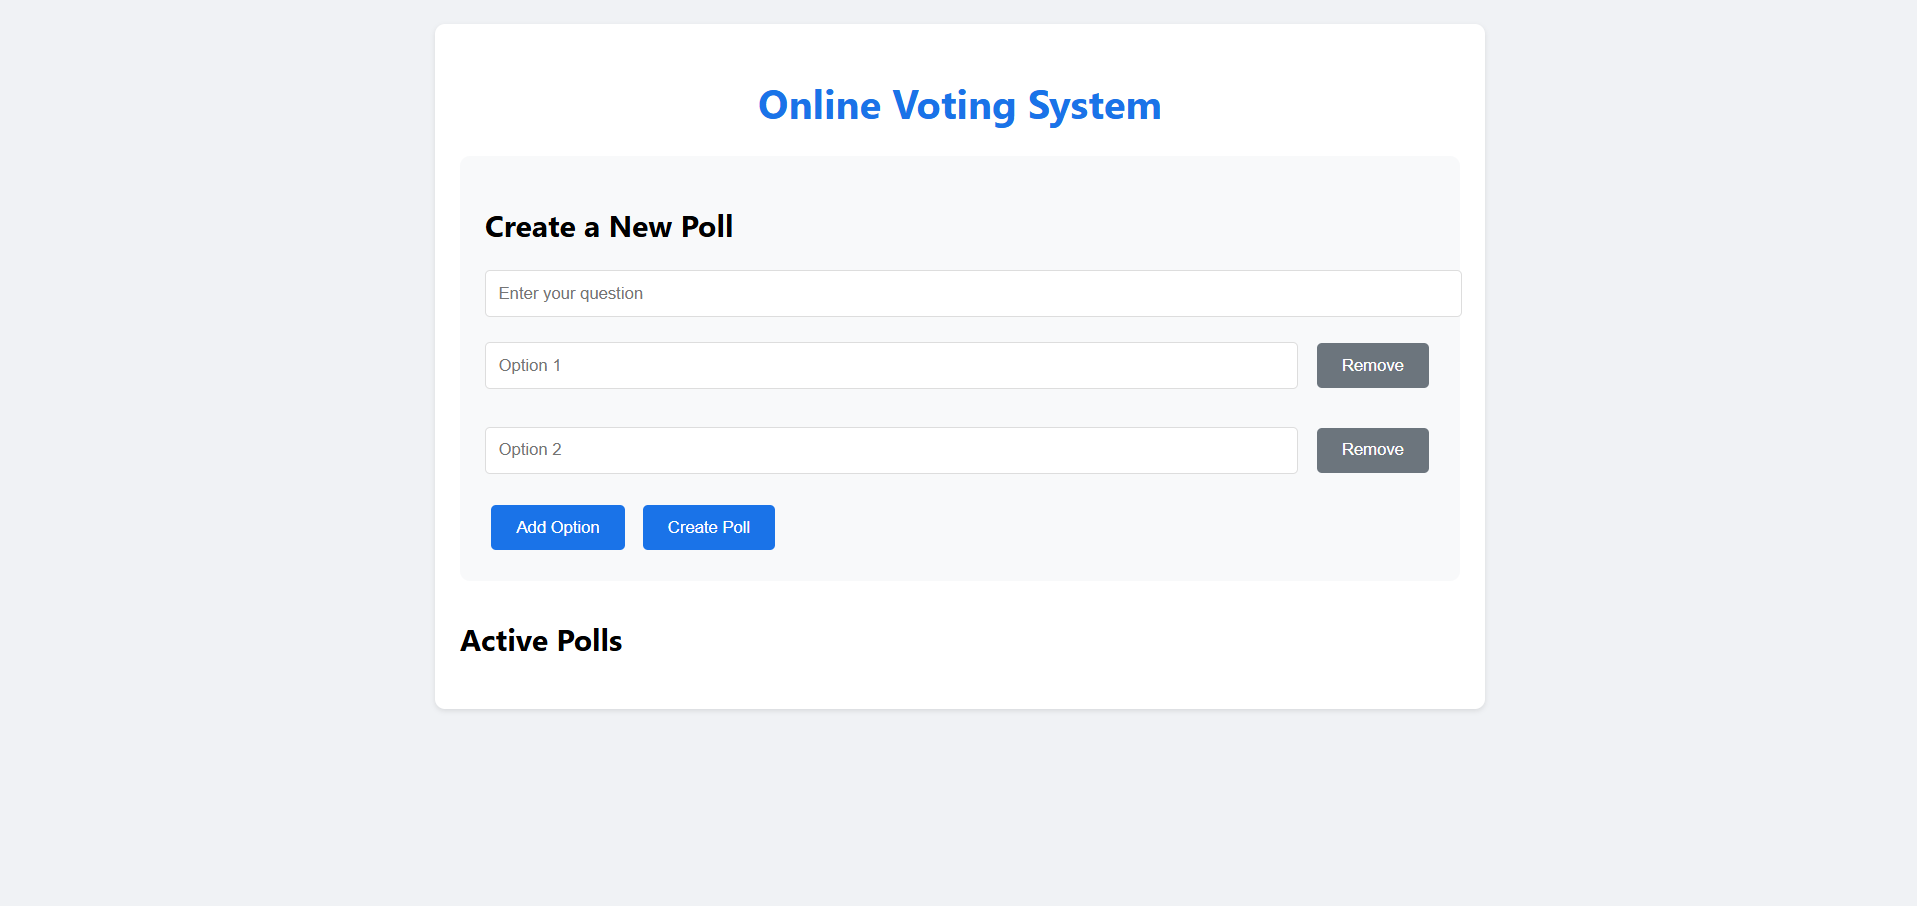 Online Voting System
Create a New Poll
Enter your question
Option 1
Remove
Option 2
Remove
Add Option
Create Poll
Active Polls